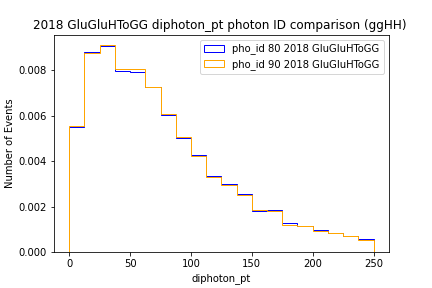 2018 GluGluHToGG diphoton_pt photon ID comparison (ggHH)
pho_id 80 2018 GluGluHToGG
pho_id 90 2018 GluGluHToGG
Number of Events
0.008
0.006
0.004
0.002
0.000
0
50
100
150
200
250
diphoton_pt